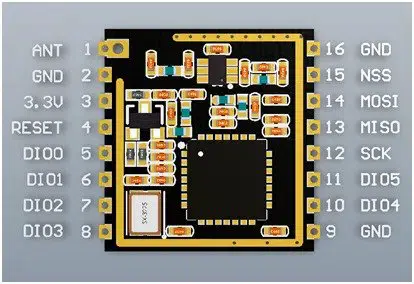 ANT 1
GND 2
3.3V 3
RESET 4
DIO0 5
DIO1 6
DIO2 7
DIO3 8
16 GND
15 NSS
14 MOSI
13 MISO
12 SCK
11 DIO5
10 DIO4
9 GND